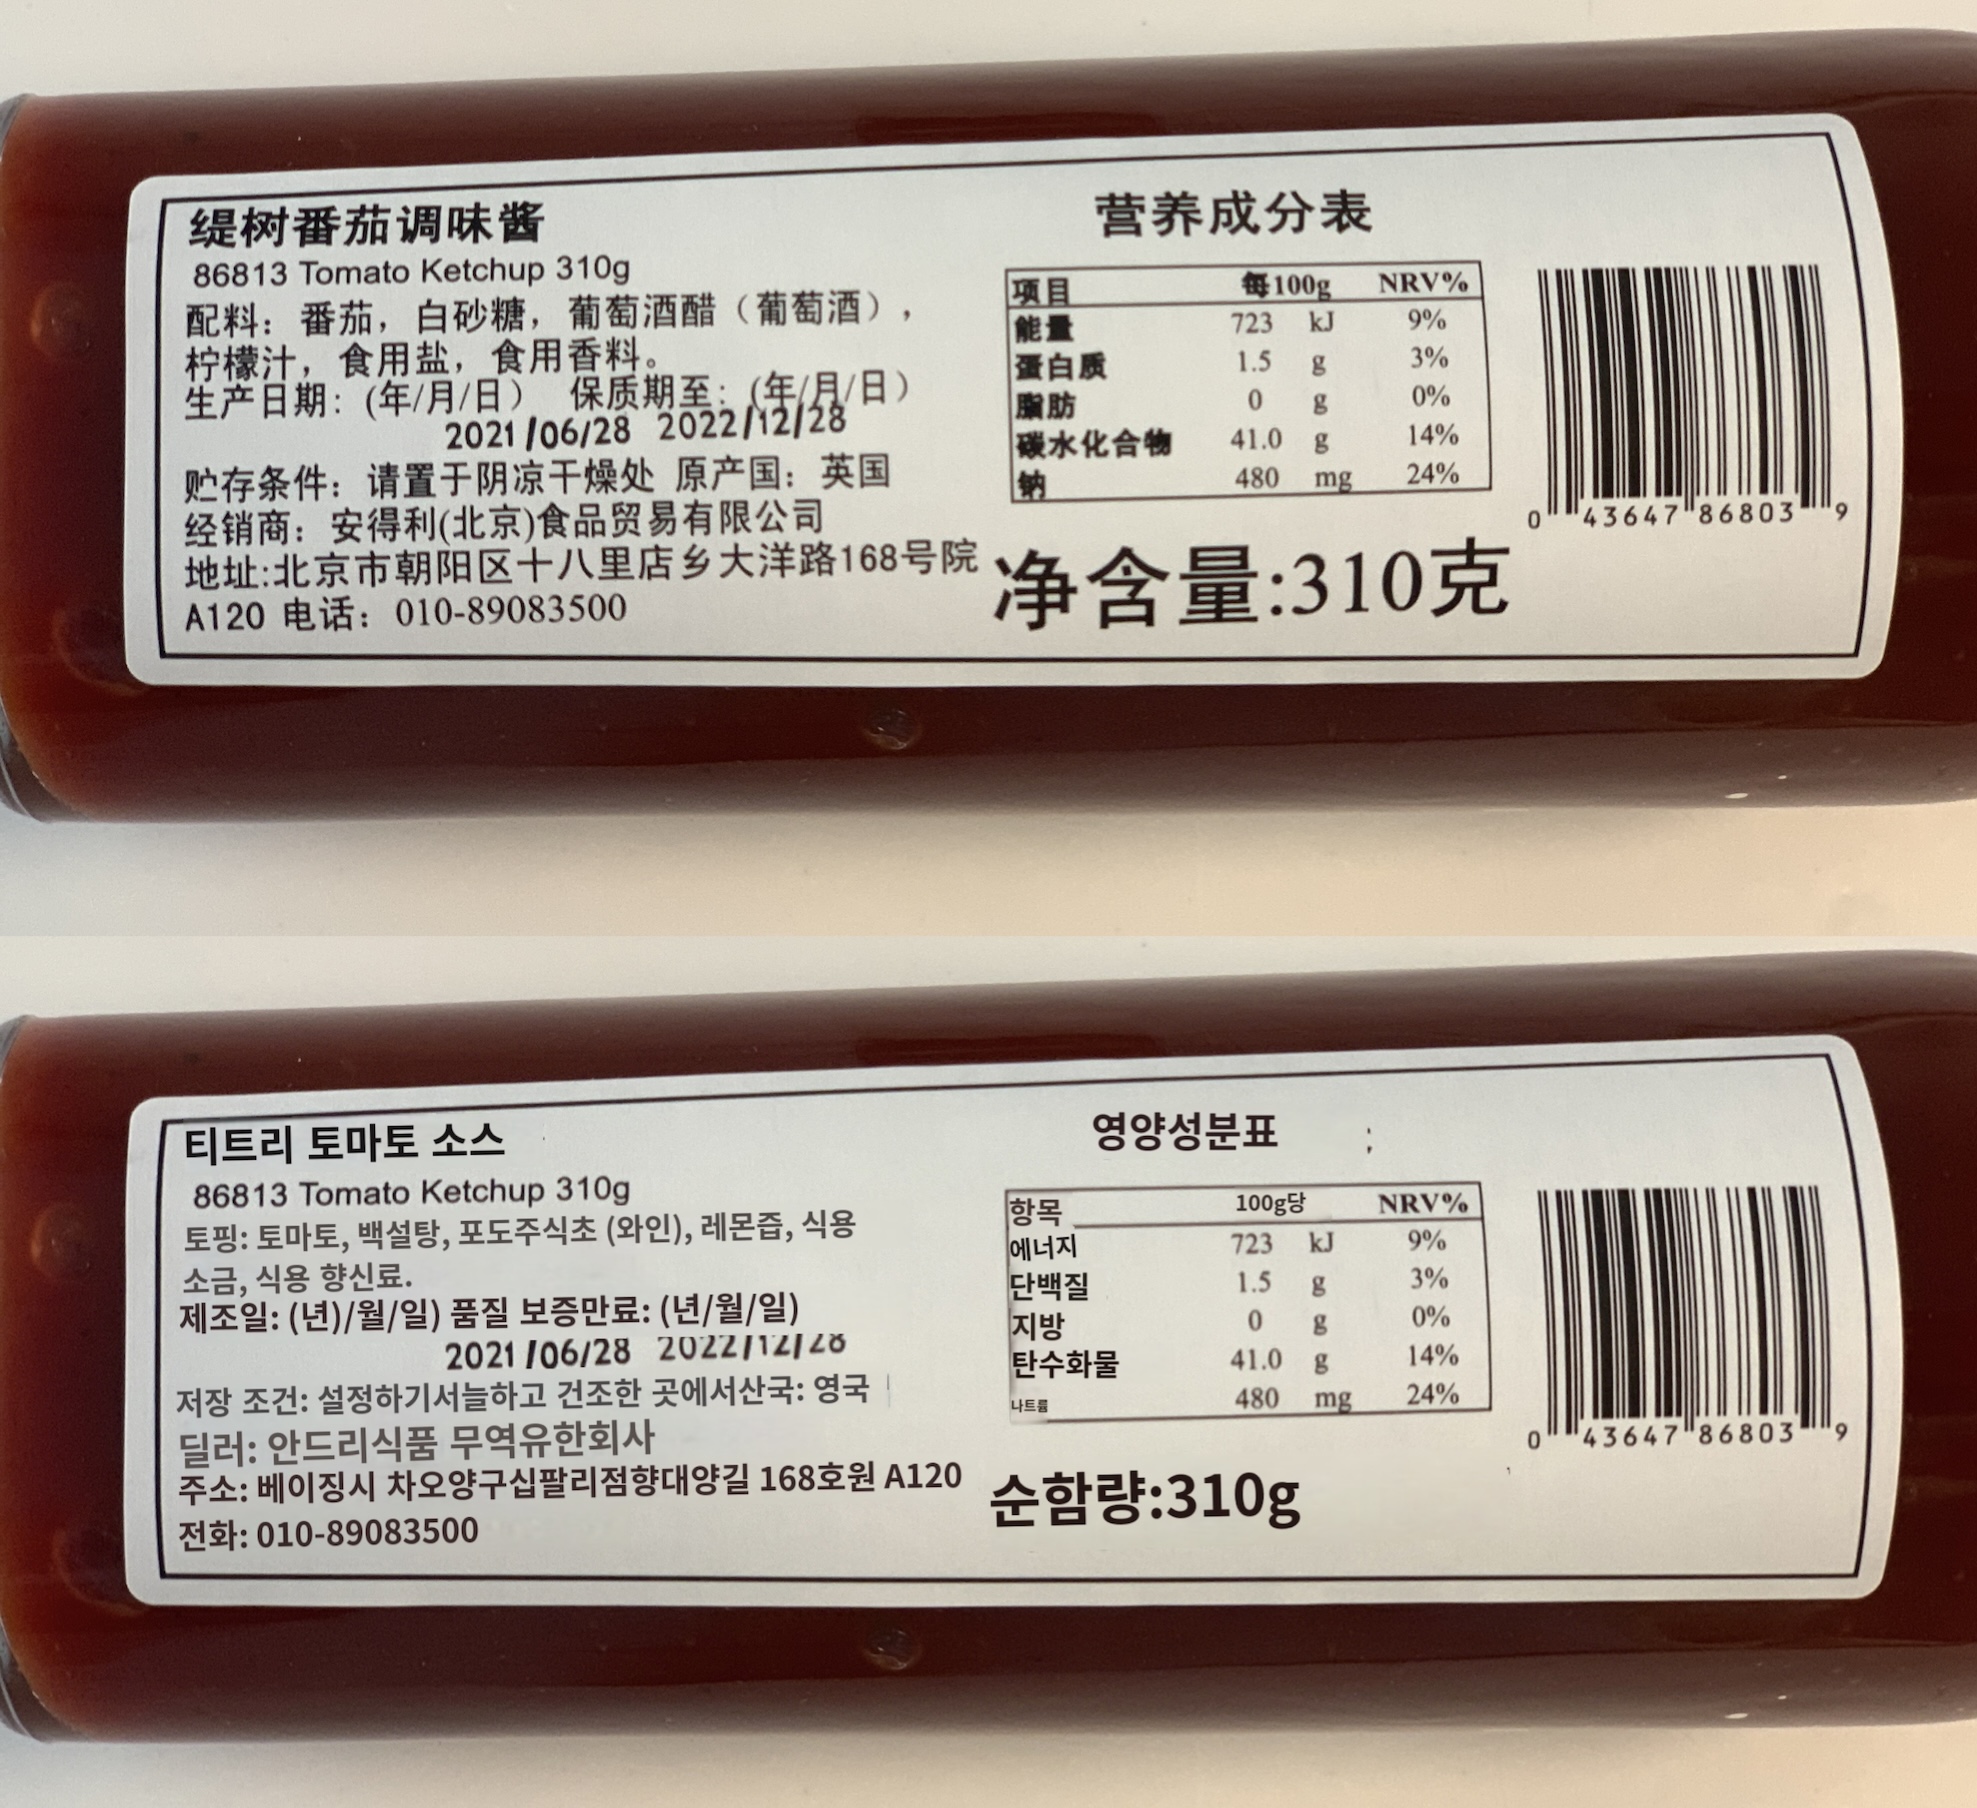 缇树番茄调味酱
86813 Tomato Ketchup 310g
配料：番茄，白砂糖，葡萄酒醋（葡萄酒），
柠檬汁，食用盐，食用香料。
生产日期：(年/月/日） 保质期至：(年/月/日）
2021/06/28 2022/12/28
贮存条件：请置于阴凉干燥处 原产国：英国
经销商：安得利(北京)食品贸易有限公司
地址:北京市朝阳区十八里店乡大洋路168号院
A120 电话：010-89083500
营养成分表
项目 每100g NRV%
能量 723 kJ 9%
蛋白质 1.5 g 3%
脂肪 0 g 0%
碳水化合物 41.0 g 14%
钠 480 mg 24%
净含量:310克
0 43647 86803 9
티트리 토마토 소스
86813 Tomato Ketchup 310g
토핑: 토마토, 백설탕, 포도주식초 (와인), 레몬즙, 식용
소금, 식용 향신료.
제조일: (년)/월/일) 품질 보증만료: (년/월/일)
2021/06/28 2022/12/28
저장 조건: 설정하기서늘하고 건조한 곳에서산국: 영국
딜러: 안드리식품 무역유한회사
주소: 베이징시 차오양구십팔리점향대양길 168호원 A120
전화: 010-89083500
영양성분표 ;
항목 100g당 NRV%
에너지 723 kJ 9%
단백질 1.5 g 3%
지방 0 g 0%
탄수화물 41.0 g 14%
나트륨 480 mg 24%
순함량:310g
0 43647 86803 9